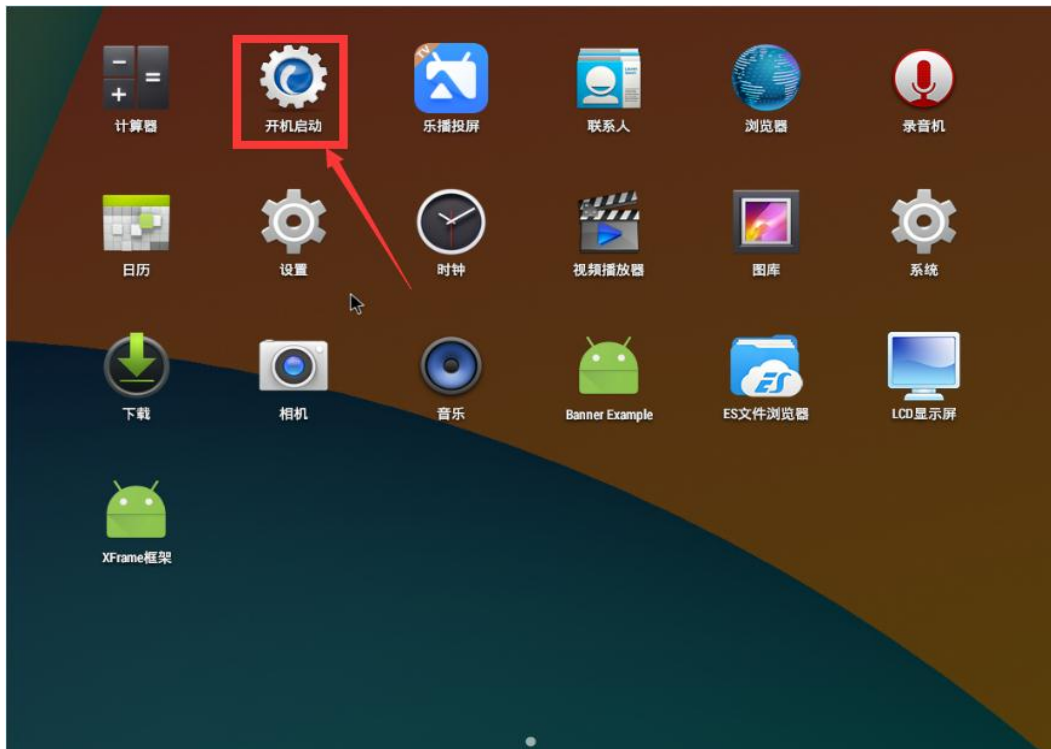 计算器
开机启动
TV
乐播投屏
联系人
浏览器
录音机
日历
设置
时钟
视频播放器
图库
系统
下载
相机
音乐
Banner Example
ES
ES文件浏览器
LCD显示屏
XFrame框架